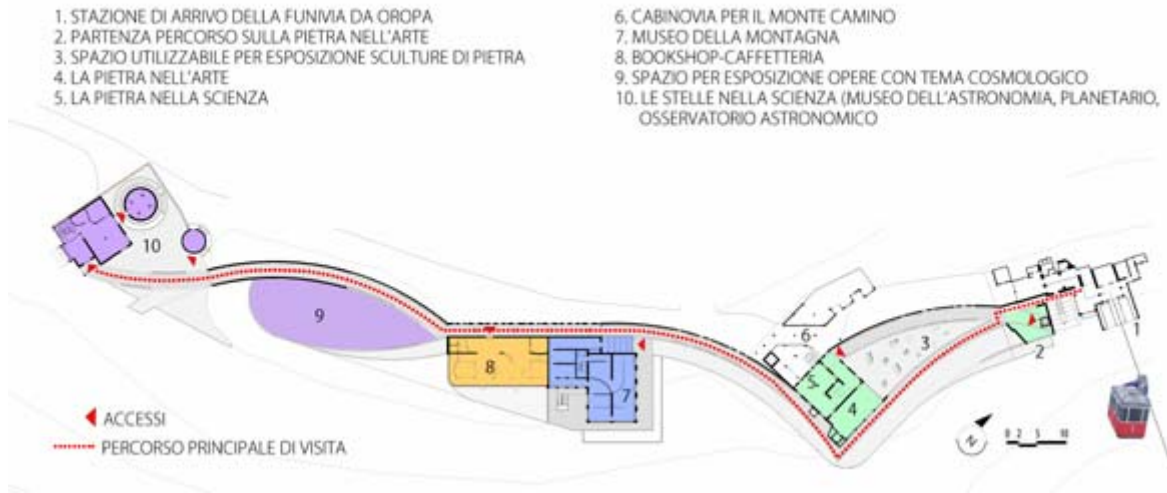 1. STAZIONE DI ARRIVO DELLA FUNIVIA DA OROPA
2. PARTENZA PERCORSO SULLA PIETRA NELL'ARTE
3. SPAZIO UTILIZZABILE PER ESPOSIZIONE SCULTURE DI PIETRA
4. LA PIETRA NELL'ARTE
5. LA PIETRA NELLA SCIENZA
6. CABINOVIA PER IL MONTE CAMINO
7. MUSEO DELLA MONTAGNA
8. BOOKSHOP-CAFFETTERIA
9. SPAZIO PER ESPOSIZIONE OPERE CON TEMA COSMOLOGICO
10. LE STELLE NELLA SCIENZA (MUSEO DELL'ASTRONOMIA, PLANETARIO,
OSSERVATORIO ASTRONOMICO
10
9
8
7
6
5
4
3
2
1
ACCESSI
PERCORSO PRINCIPALE DI VISITA
N
0 2 5 10